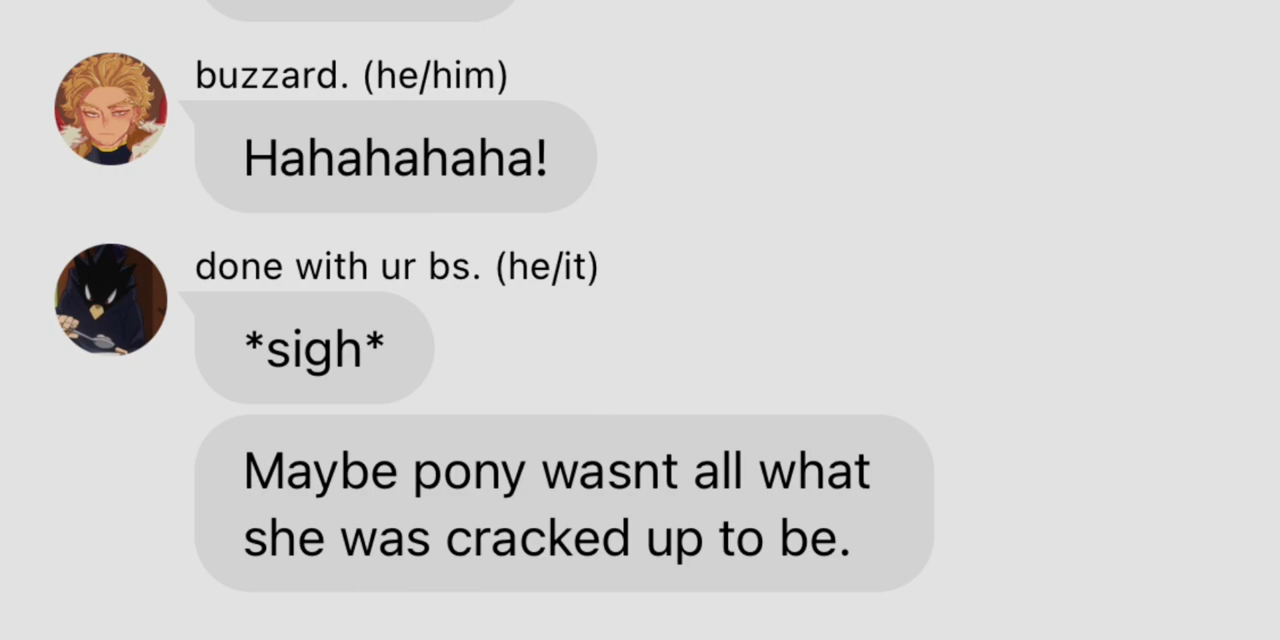 buzzard. (he/him)
Hahahahaha!
done with ur bs. (he/it)
*sigh*
Maybe pony wasnt all what
she was cracked up to be.